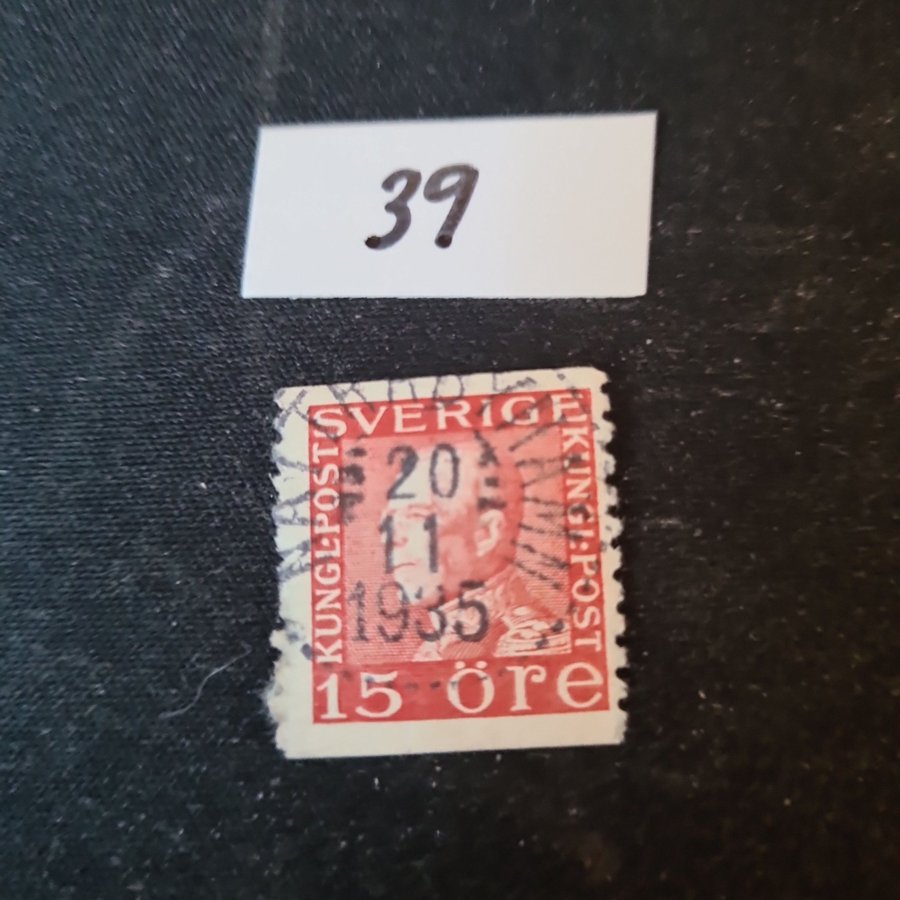 39
SVERIGE
KUNGL:POST
KUNGL:POST
20
11
1935
15 öre